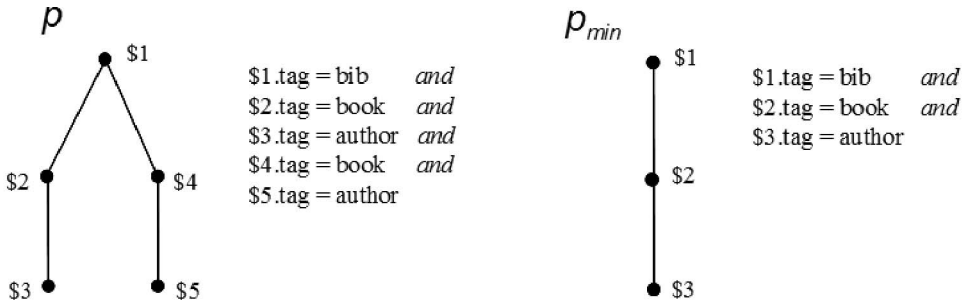 p
$1
$2
$4
$3
$5
$1.tag = bib and
$2.tag = book and
$3.tag = author and
$4.tag = book and
$5.tag = author
p min
$1
$2
$3
$1.tag = bib and
$2.tag = book and
$3.tag = author